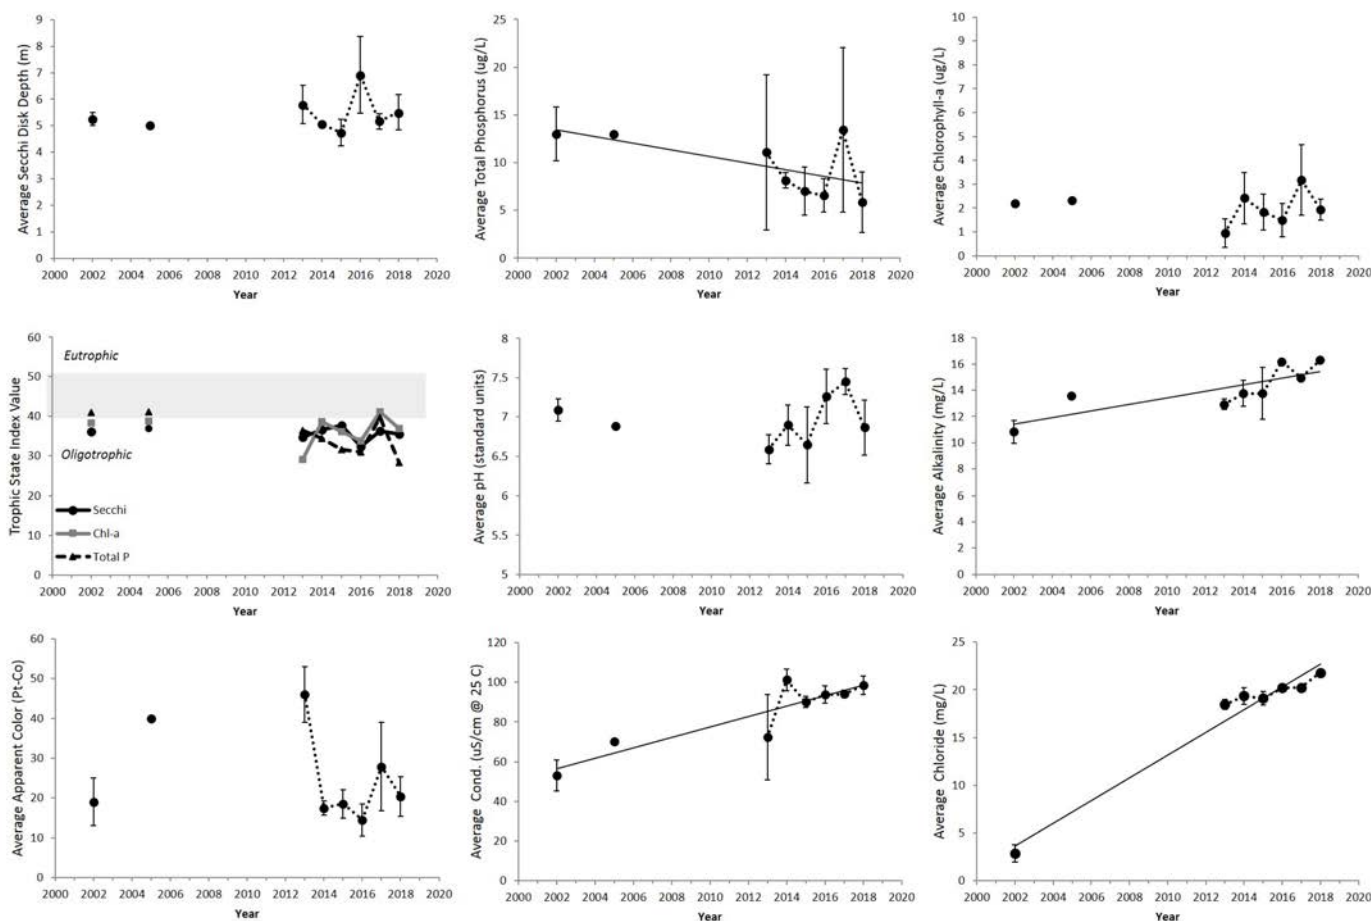 Average Secchi Disk Depth (m)
9
8
7
6
5
4
3
2
1
0
2000 2002 2004 2006 2008 2010 2012 2014 2016 2018 2020
Year
Average Total Phosphorus (ug/L)
25
20
15
10
5
0
2000 2002 2004 2006 2008 2010 2012 2014 2016 2018 2020
Year
Average Chlorophyll-a (ug/L)
10
9
8
7
6
5
4
3
2
1
0
2000 2002 2004 2006 2008 2010 2012 2014 2016 2018 2020
Year
Trophic State Index Value
60
50
40
30
20
10
0
Eutrophic
Oligotrophic
Secchi
Chl-a
Total P
2000 2002 2004 2006 2008 2010 2012 2014 2016 2018 2020
Year
Average pH (standard units)
8
7.5
7
6.5
6
5.5
5
2000 2002 2004 2006 2008 2010 2012 2014 2016 2018 2020
Year
Average Alkalinity (mg/L)
18
16
14
12
10
8
6
4
2
0
2000 2002 2004 2006 2008 2010 2012 2014 2016 2018 2020
Year
Average Apparent Color (Pt-Co)
60
50
40
30
20
10
0
2000 2002 2004 2006 2008 2010 2012 2014 2016 2018 2020
Year
Average Cond. (uS/cm @ 25 C)
120
100
80
60
40
20
0
2000 2002 2004 2006 2008 2010 2012 2014 2016 2018 2020
Year
Average Chloride (mg/L)
25
20
15
10
5
0
2000 2002 2004 2006 2008 2010 2012 2014 2016 2018 2020
Year